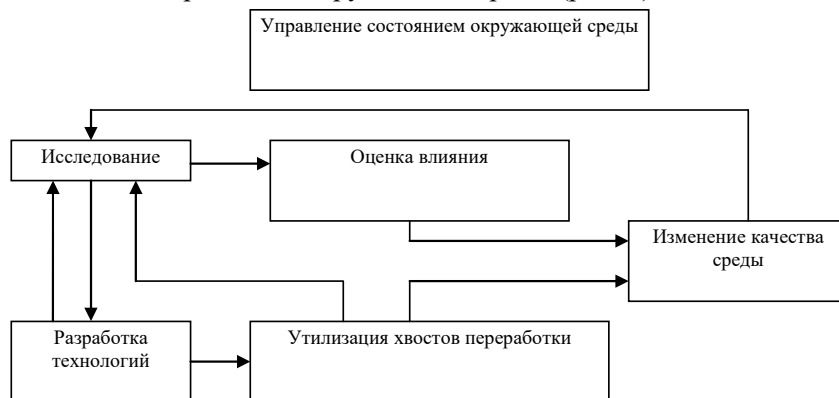 Управление состоянием окружающей среды
Исследование
Оценка влияния
Изменение качества
среды
Разработка
технологий
Утилизация хвостов переработки